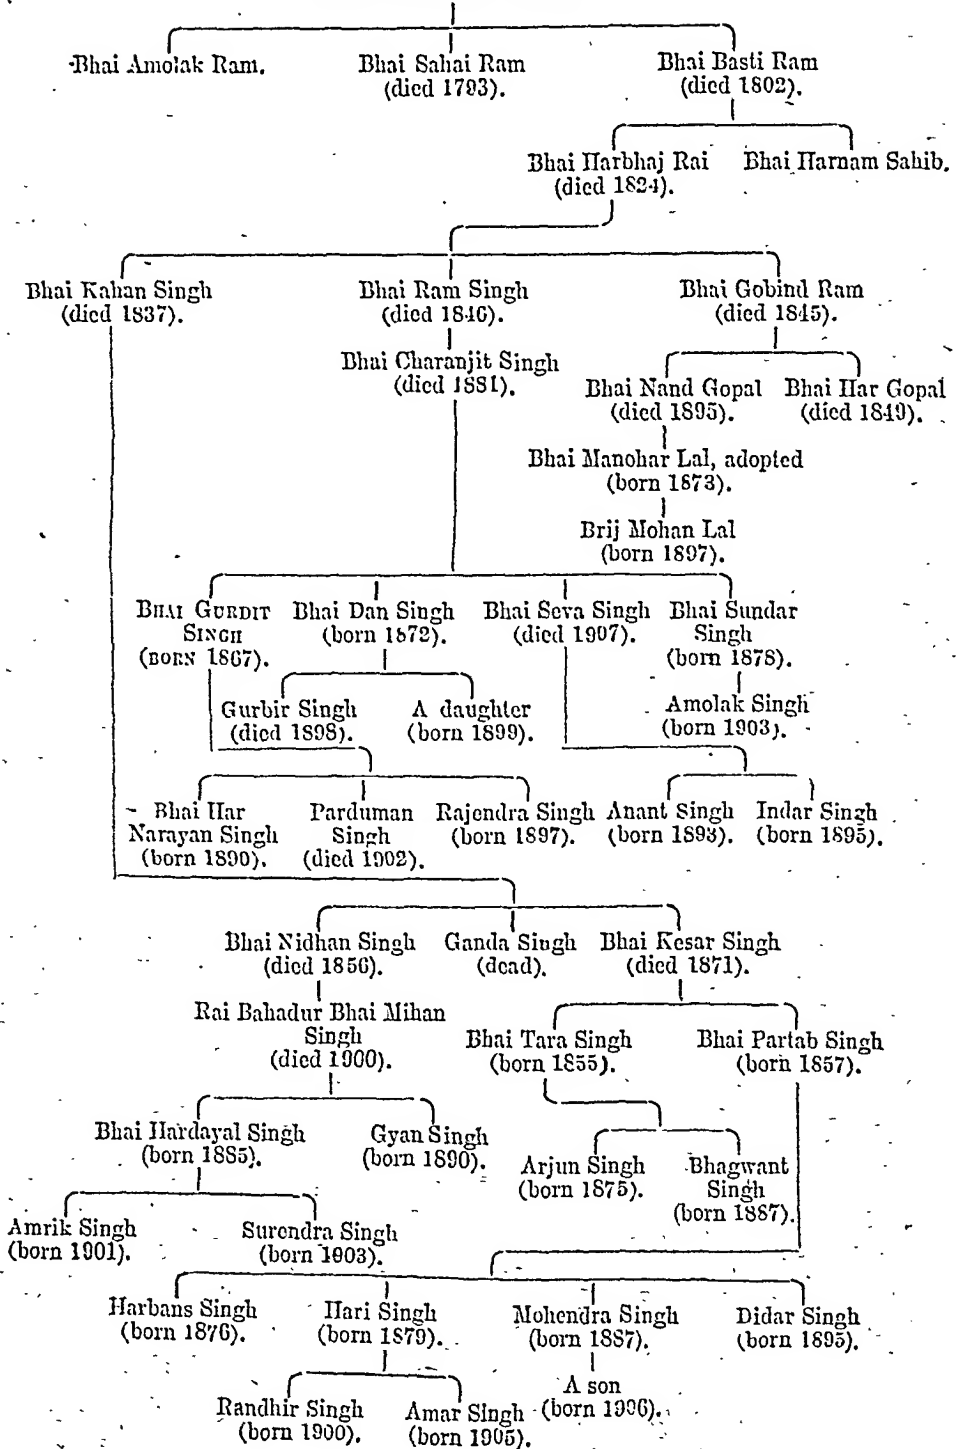 Bhai Amolak Ram.
Bhai Sahai Ram
(died 1793).
Bhai Basti Ram
(died 1802).
Bhai Harbhaj Rai
(died 1824).
Bhai Harnam Sahib.
Bhai Kahan Singh
(died 1837).
Bhai Ram Singh
(died 1846).
Bhai Gobind Ram
(died 1845).
Bhai Charanjit Singh
(died 1881).
Bhai Nand Gopal
(died 1895).
Bhai Har Gopal
(died 1849).
Bhai Manohar Lal, adopted
(born 1873).
Brij Mohan Lal
(born 1897).
BHAI GURDIT
SINGH
(BORN 1867).
Bhai Dan Singh
(born 1872).
Bhai Seva Singh
(died 1907).
Bhai Sundar
Singh
(born 1878).
Gurbir Singh
(died 1898).
A daughter
(born 1899).
Amolak Singh
(born 1903).
Bhai Har
Narayan Singh
(born 1890).
Parduman
Singh
(died 1902).
Rajendra Singh
(born 1897).
Anant Singh
(born 1893).
Indar Singh
(born 1895).
Bhai Nidhan Singh
(died 1856).
Ganda Singh
(dead).
Bhai Kesar Singh
(died 1871).
Rai Bahadur Bhai Mihan
Singh
(died 1900).
Bhai Tara Singh
(born 1855).
Bhai Partab Singh
(born 1857).
Bhai Hardayal Singh
(born 1885).
Gyan Singh
(born 1890).
Arjun Singh
(born 1875).
Bhagwant
Singh
(born 1887).
Amrik Singh
(born 1901).
Surendra Singh
(born 1903).
Harbans Singh
(born 1876).
Hari Singh
(born 1879).
Mohendra Singh
(born 1887).
Didar Singh
(born 1895).
Randhir Singh
(born 1900).
Amar Singh
(born 1905).
A son
(born 1906).